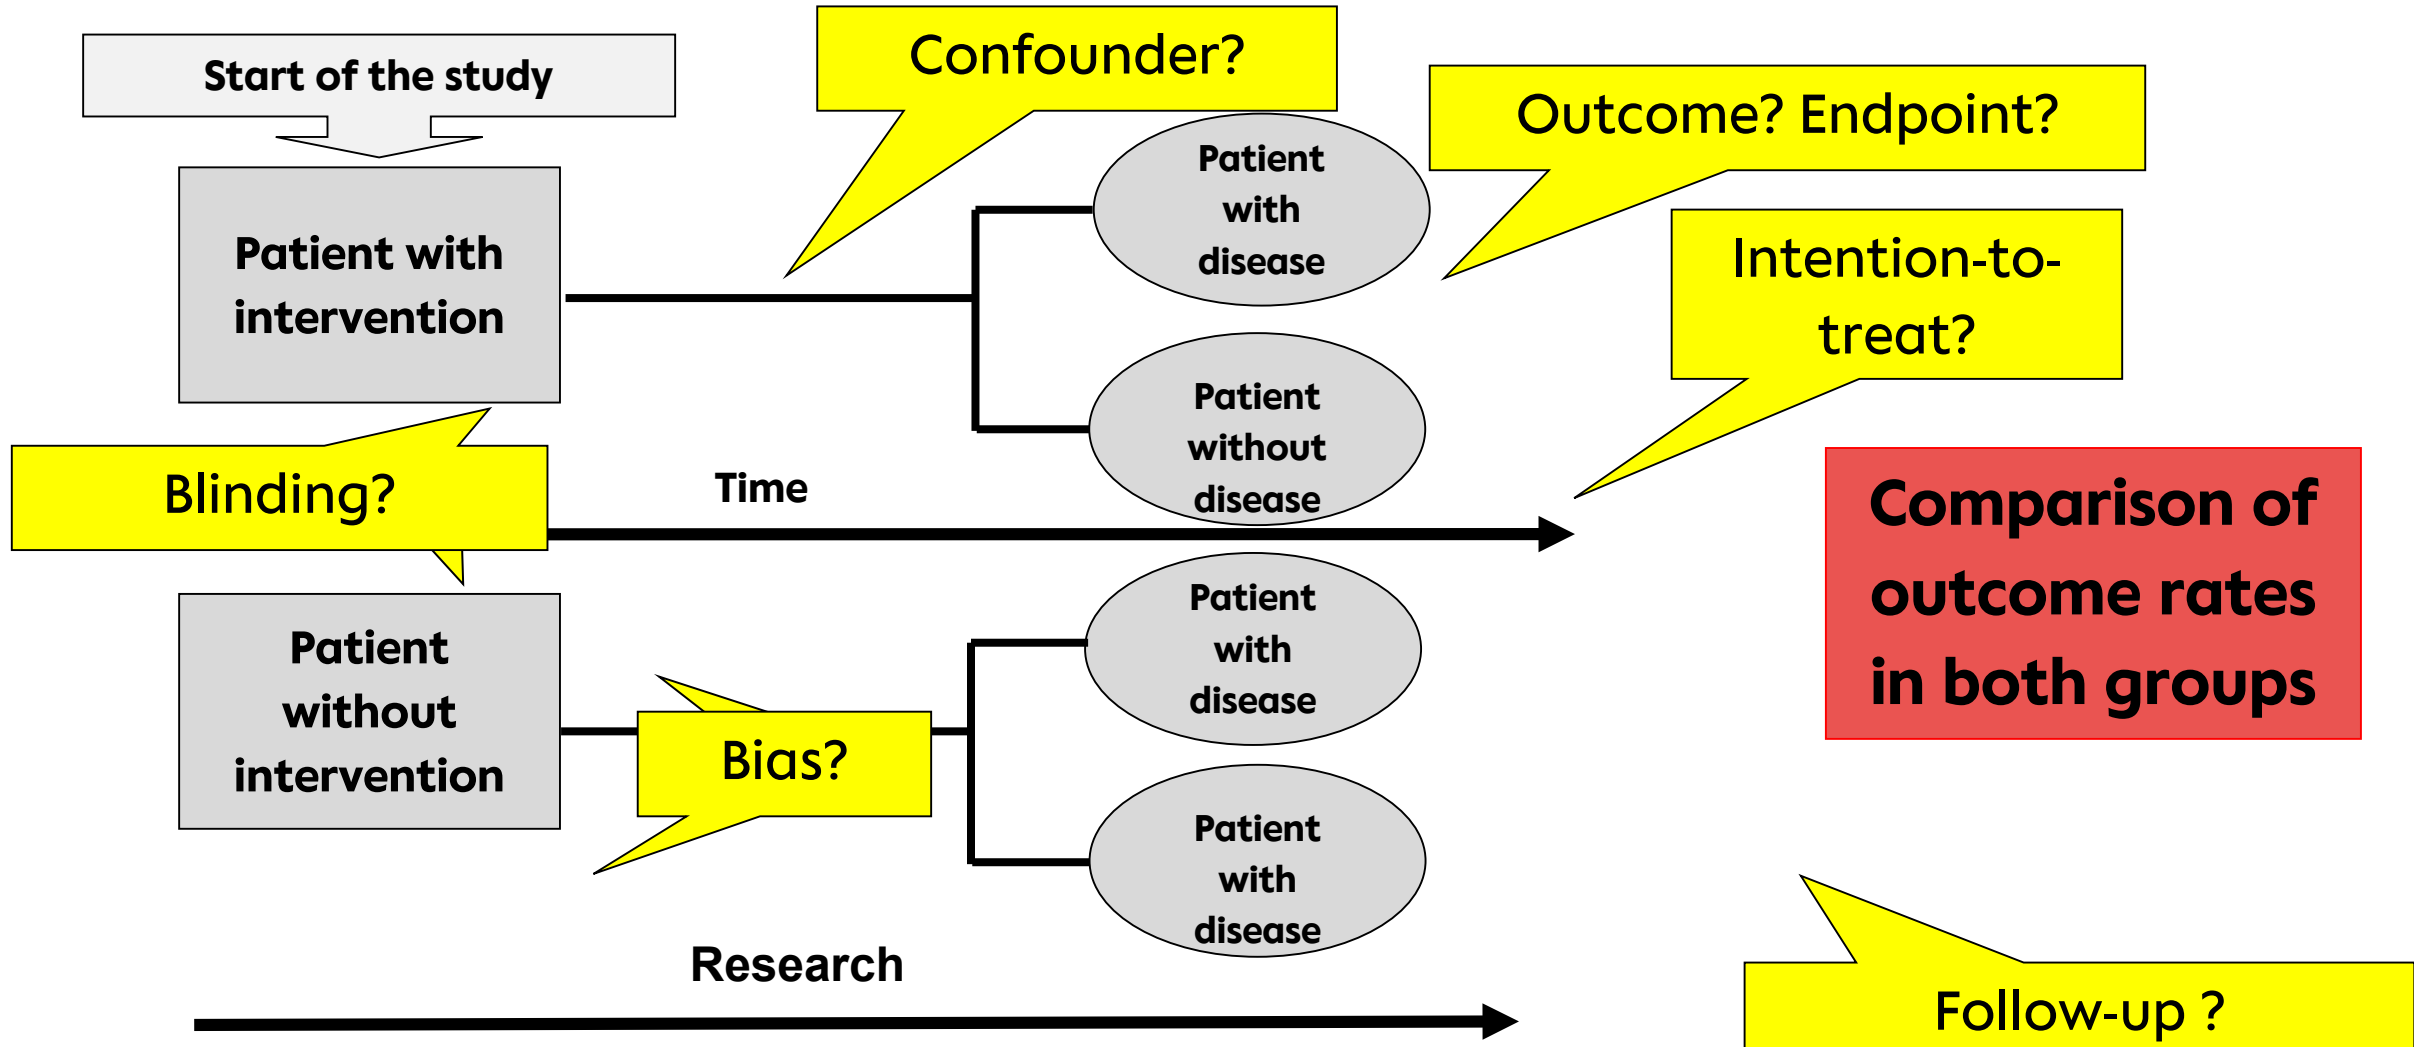 Start of the study
Confounder?
Outcome? Endpoint?
Patient with
intervention
Patient
with
disease
Intention-to-
treat?
Patient
without
disease
Blinding?
Time
Comparison of
outcome rates
in both groups
Patient
without
intervention
Bias?
Patient
with
disease
Patient
with
disease
Research
Follow-up ?